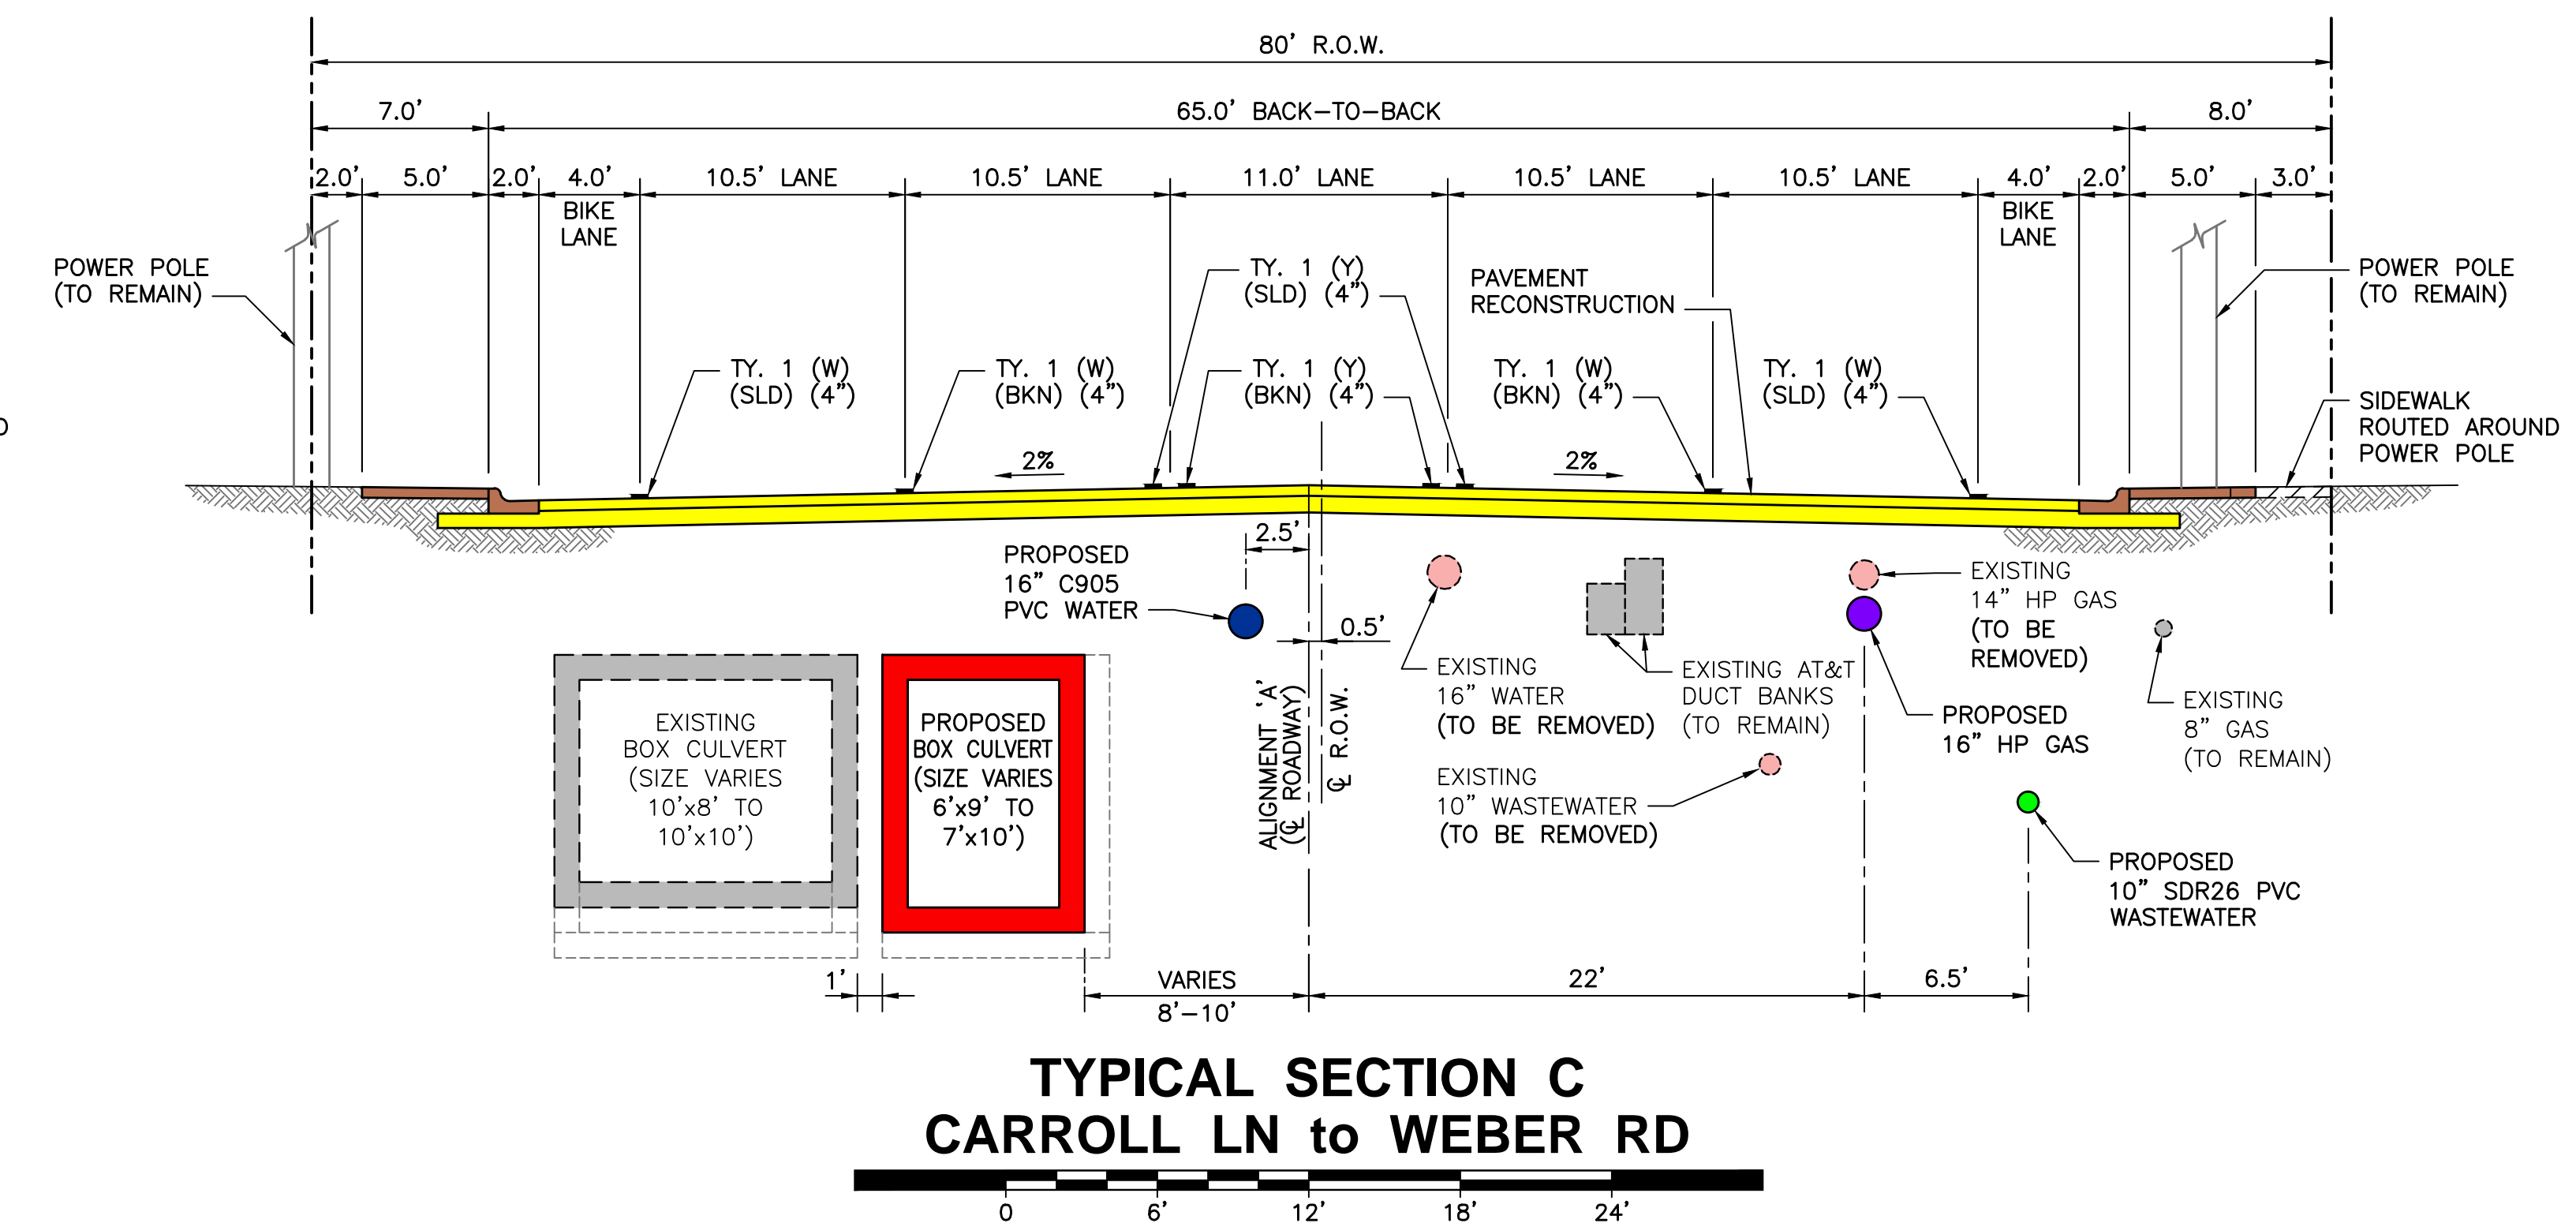 80' R.O.W.
7.0'
65.0' BACK-TO-BACK
8.0'
2.0'
5.0'
2.0'
4.0'
10.5' LANE
10.5' LANE
11.0' LANE
10.5' LANE
10.5' LANE
4.0'
2.0'
5.0'
3.0'
BIKE
LANE
BIKE
LANE
POWER POLE
(TO REMAIN)
TY. 1 (Y)
(SLD) (4")
PAVEMENT
RECONSTRUCTION
POWER POLE
(TO REMAIN)
TY. 1 (W)
(SLD) (4")
TY. 1 (W)
(BKN) (4")
TY. 1 (Y)
(BKN) (4")
TY. 1 (W)
(BKN) (4")
TY. 1 (W)
(SLD) (4")
SIDEWALK
ROUTED AROUND
POWER POLE
2%
2%
2.5'
PROPOSED
16" C905
PVC WATER
0.5'
EXISTING
14" HP GAS
(TO BE
REMOVED)
EXISTING
16" WATER
(TO BE REMOVED)
EXISTING AT&T
DUCT BANKS
(TO REMAIN)
PROPOSED
16" HP GAS
EXISTING
8" GAS
(TO REMAIN)
EXISTING
BOX CULVERT
(SIZE VARIES
10'x8' TO
10'x10')
PROPOSED
BOX CULVERT
(SIZE VARIES
6'x9' TO
7'x10')
ALIGNMENT 'A'
(℄ ROADWAY)
℄ R.O.W.
EXISTING
10" WASTEWATER
(TO BE REMOVED)
PROPOSED
10" SDR26 PVC
WASTEWATER
1'
VARIES
8'-10'
22'
6.5'
TYPICAL SECTION C
CARROLL LN to WEBER RD
0
6'
12'
18'
24'